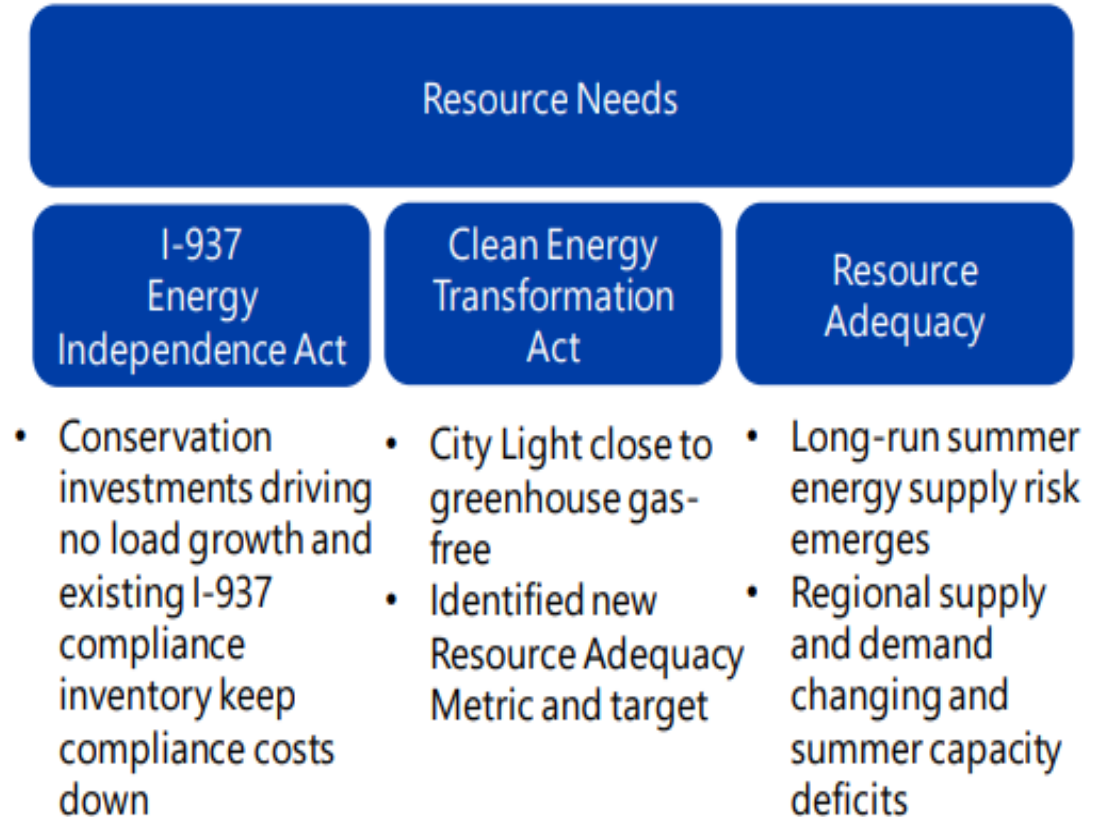 Resource Needs
I-937
Energy
Independence Act
Clean Energy
Transformation
Act
Resource
Adequacy
• Conservation
investments driving
no load growth and
existing I-937
compliance
inventory keep
compliance costs
down
• City Light close to
greenhouse gas-
free
• Identified new
Resource Adequacy
Metric and target
• Long-run summer
energy supply risk
emerges
• Regional supply
and demand
changing and
summer capacity
deficits